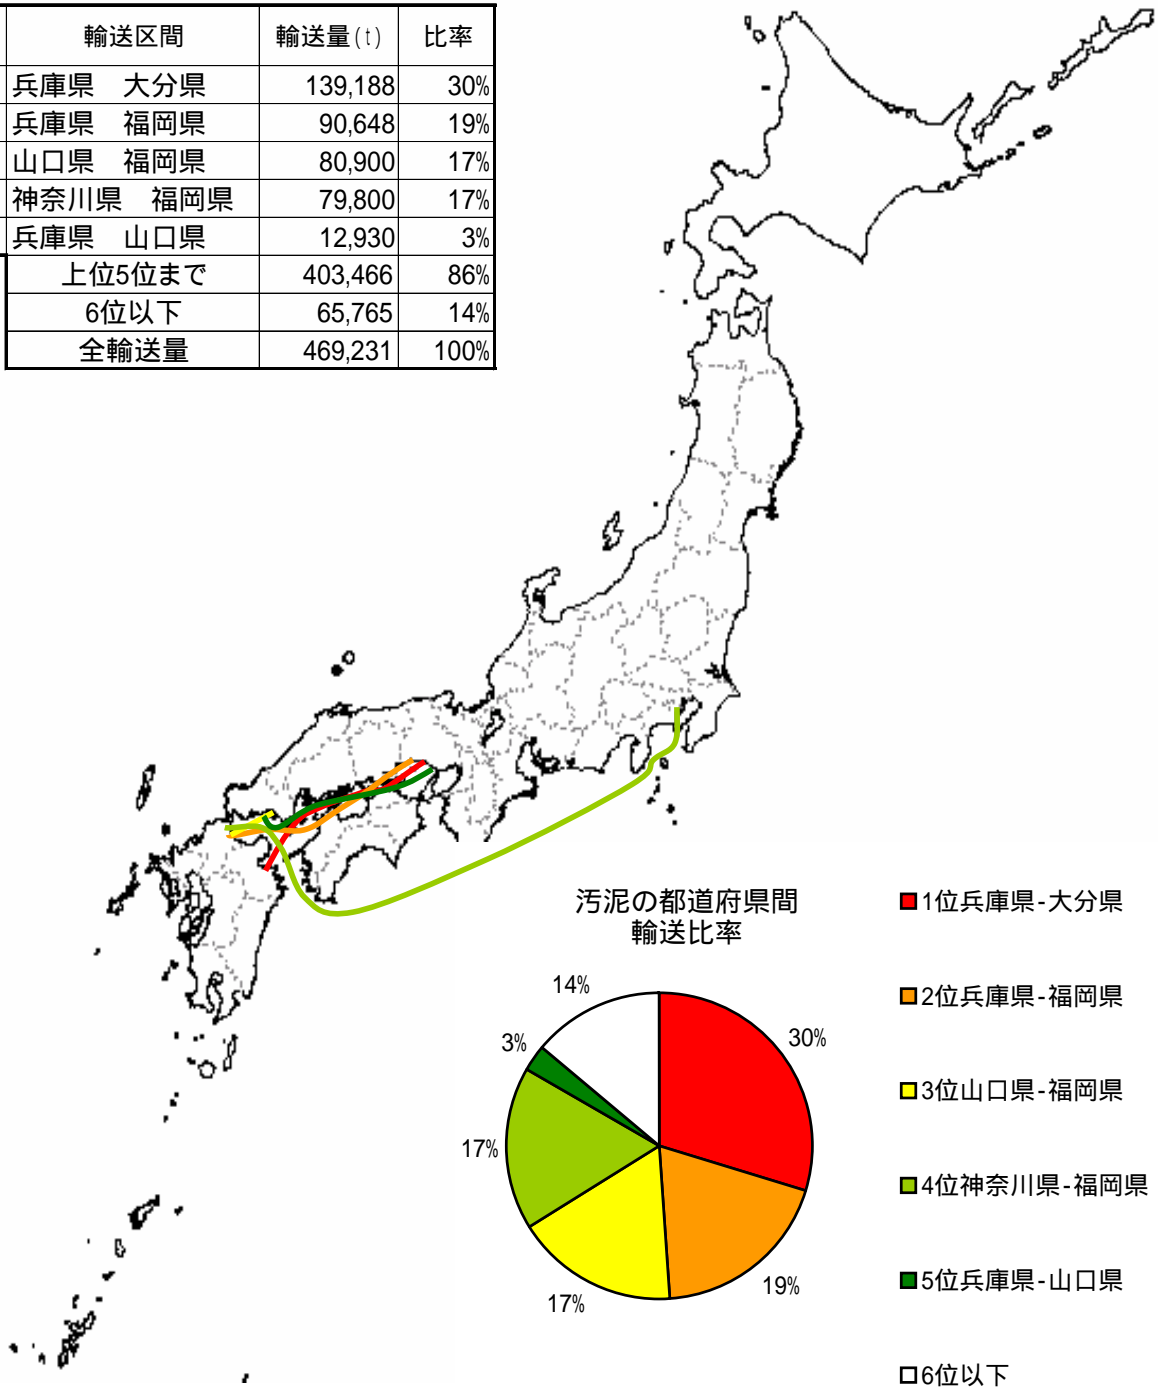 輸送区間 輸送量(t) 比率
兵庫県 大分県 139,188 30%
兵庫県 福岡県 90,648 19%
山口県 福岡県 80,900 17%
神奈川県 福岡県 79,800 17%
兵庫県 山口県 12,930 3%
上位5位まで 403,466 86%
6位以下 65,765 14%
全輸送量 469,231 100%
汚泥の都道府県間
輸送比率
14%
3%
30%
17%
19%
17%
1位兵庫県-大分県
2位兵庫県-福岡県
3位山口県-福岡県
4位神奈川県-福岡県
5位兵庫県-山口県
6位以下